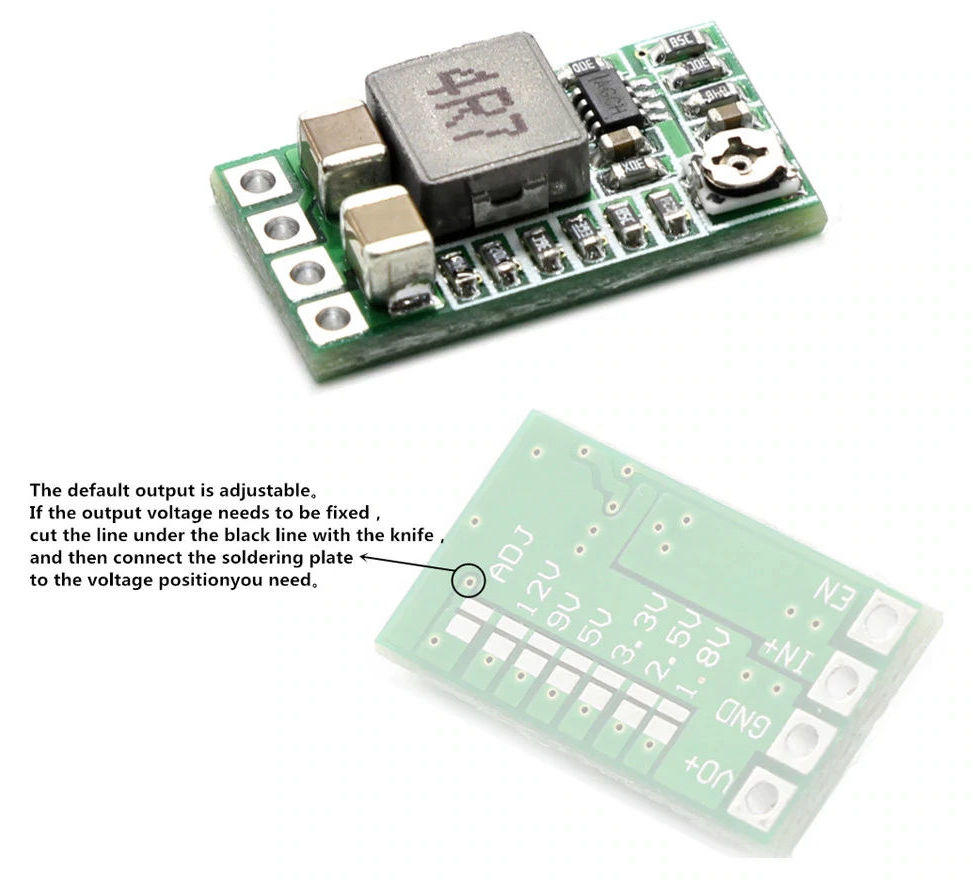 4R7
The default output is adjustable。
If the output voltage needs to be fixed ,
cut the line under the black line with the knife ,
and then connect the soldering plate
to the voltage positionyou need。
ADJ
12V
9V
5V
3.3V
2.5V
1.8V
EN
IN+
GND
VO+